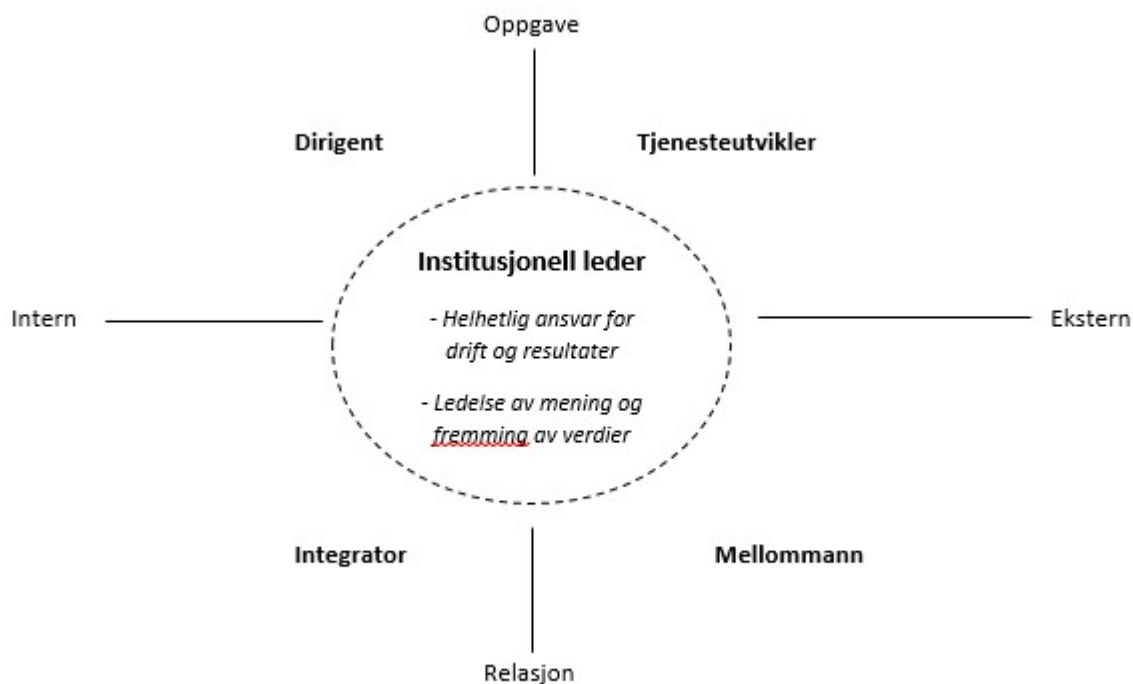 Oppgave
Dirigent
Tjenesteutvikler
Institusjonell leder
Intern
- Helhetlig ansvar for
drift og resultater
Ekstern
- Ledelse av mening og
fremming av verdier
Integrator
Mellommann
Relasjon